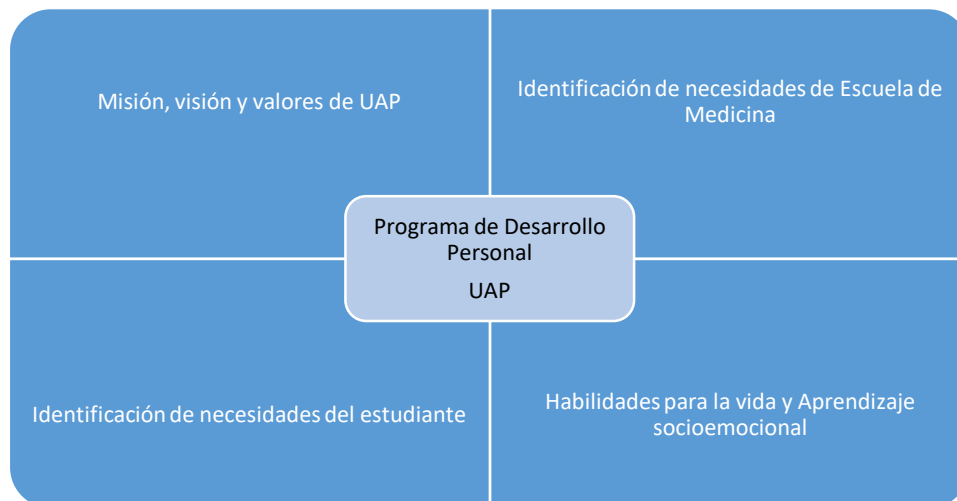 Misión, visión y valores de UAP
Identificación de necesidades de Escuela de
Medicina
Programa de Desarrollo
Personal
UAP
Identificación de necesidades del estudiante
Habilidades para la vida y Aprendizaje
socioemocional